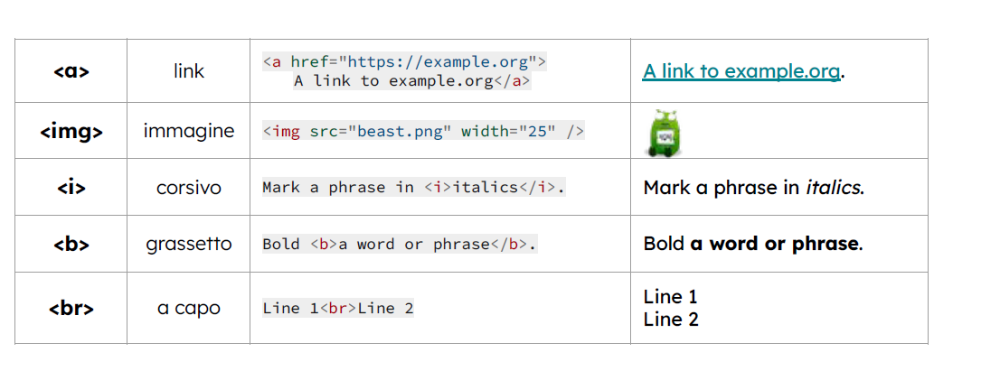 <a> link <a href="https://example.org"> A link to example.org.
A link to example.org</a>
<img> immagine <img src="beast.png" width="25" />
<i> corsivo Mark a phrase in <i>italics</i>. Mark a phrase in italics.
<b> grassetto Bold <b>a word or phrase</b>. Bold a word or phrase.
<br> a capo Line 1<br>Line 2 Line 1
Line 2